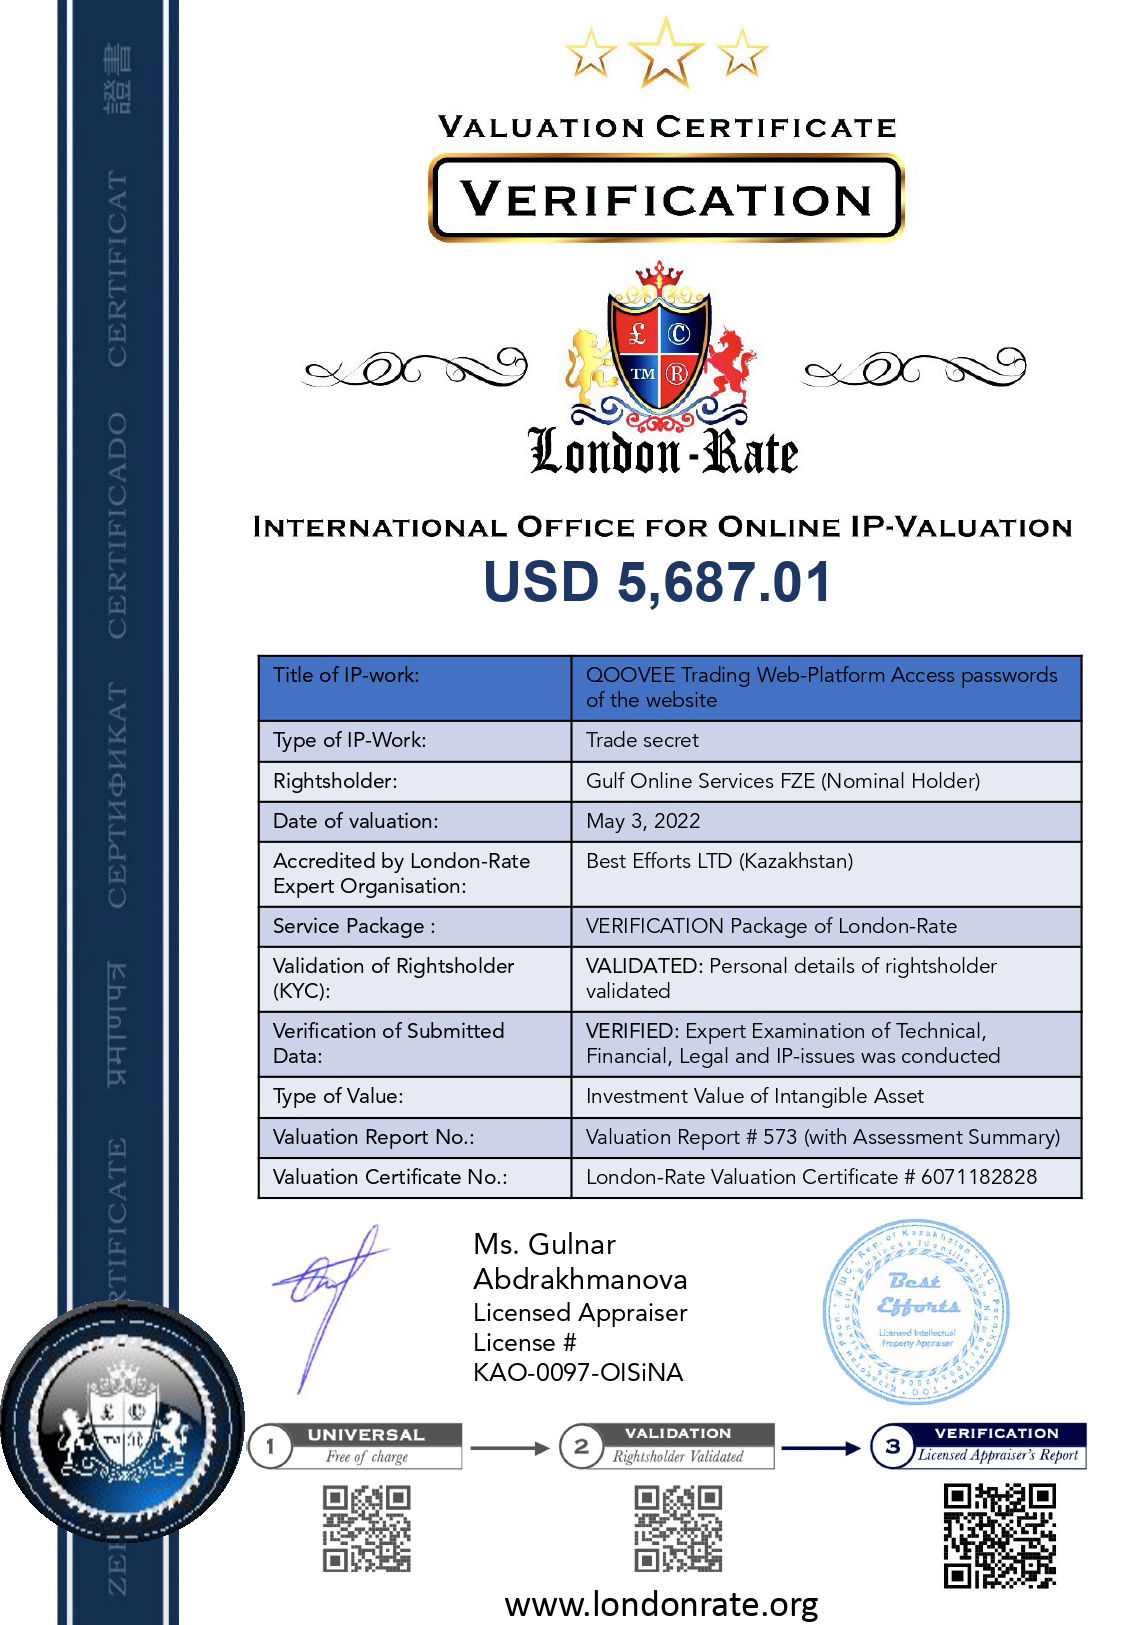 VALUATION CERTIFICATE
VERIFICATION
£ ©
TM ®
London-Rate
INTERNATIONAL OFFICE FOR ONLINE IP-VALUATION
USD 5,687.01
Title of IP-work: QOOVEE Trading Web-Platform Access passwords
of the website
Type of IP-Work: Trade secret
Rightsholder: Gulf Online Services FZE (Nominal Holder)
Date of valuation: May 3, 2022
Accredited by London-Rate
Expert Organisation: Best Efforts LTD (Kazakhstan)
Service Package : VERIFICATION Package of London-Rate
Validation of Rightsholder
(KYC): VALIDATED: Personal details of rightsholder
validated
Verification of Submitted
Data: VERIFIED: Expert Examination of Technical,
Financial, Legal and IP-issues was conducted
Type of Value: Investment Value of Intangible Asset
Valuation Report No.: Valuation Report # 573 (with Assessment Summary)
Valuation Certificate No.: London-Rate Valuation Certificate # 6071182828
Ms. Gulnar
Abdrakhmanova
Licensed Appraiser
License #
KAO-0097-OISiNA
Best
Efforts
Licensed Intellectual
Property Appraiser
1 UNIVERSAL
Free of charge
2 VALIDATION
Rightsholder Validated
3 VERIFICATION
Licensed Appraiser's Report
www.londonrate.org
證書
CERTIFICAT
CERTIFICADO
СЕРТИФИКАТ
प्रमाणपत्र
RTIFICATE
ZER